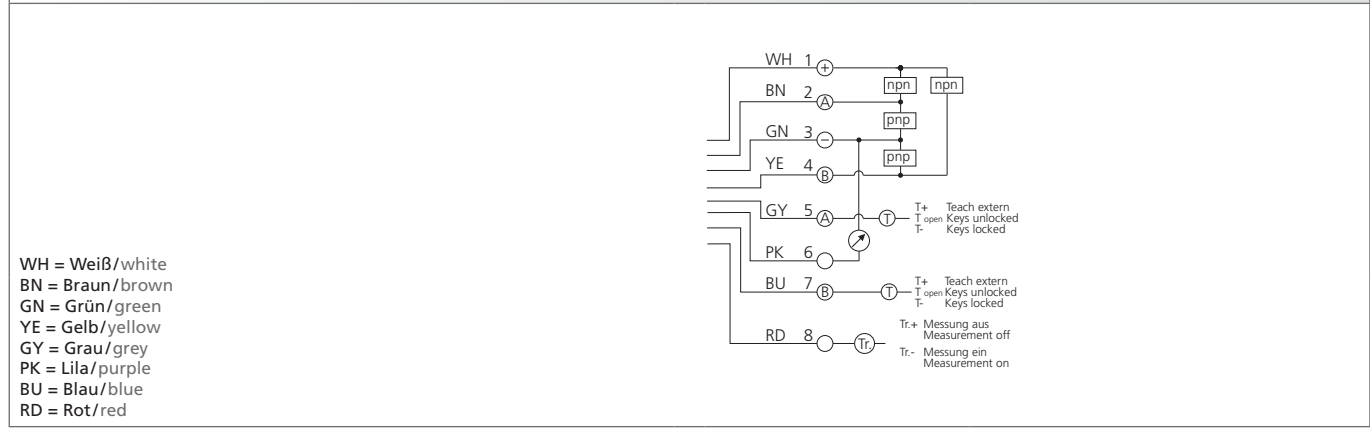 WH 1 +
npn npn
BN 2 A
pnp
GN 3 −
pnp
YE 4 B
GY 5 A T
T+ Teach extern
T open Keys unlocked
T- Keys locked
PK 6
BU 7 B T
T+ Teach extern
T open Keys unlocked
T- Keys locked
RD 8 Tr.
Tr.+ Messung aus
Measurement off
Tr.- Messung ein
Measurement on
WH = Weiß/white
BN = Braun/brown
GN = Grün/green
YE = Gelb/yellow
GY = Grau/grey
PK = Lila/purple
BU = Blau/blue
RD = Rot/red